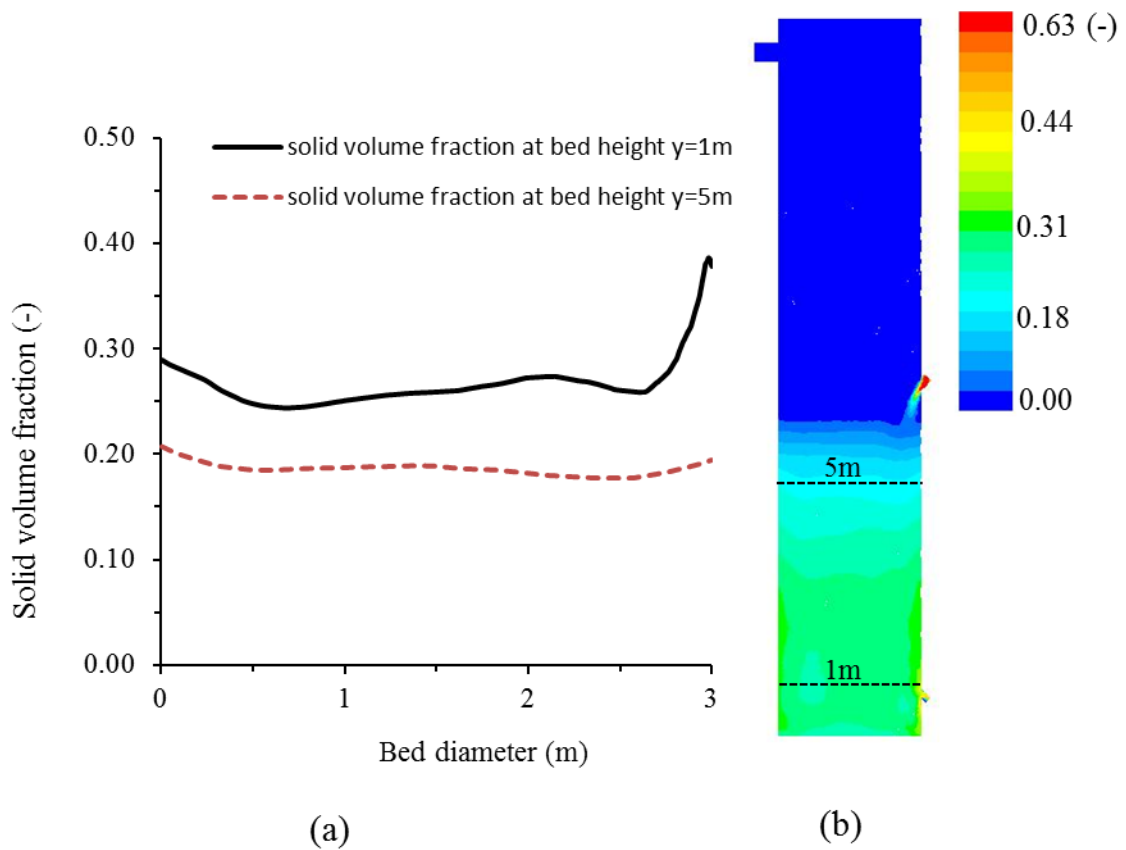 solid volume fraction at bed height y=1m
solid volume fraction at bed height y=5m
Solid volume fraction (-)
0.50
0.40
0.30
0.20
0.10
0.00
0
1
2
3
Bed diameter (m)
(a)
0.63 (-)
0.44
0.31
0.18
0.00
5m
1m
(b)